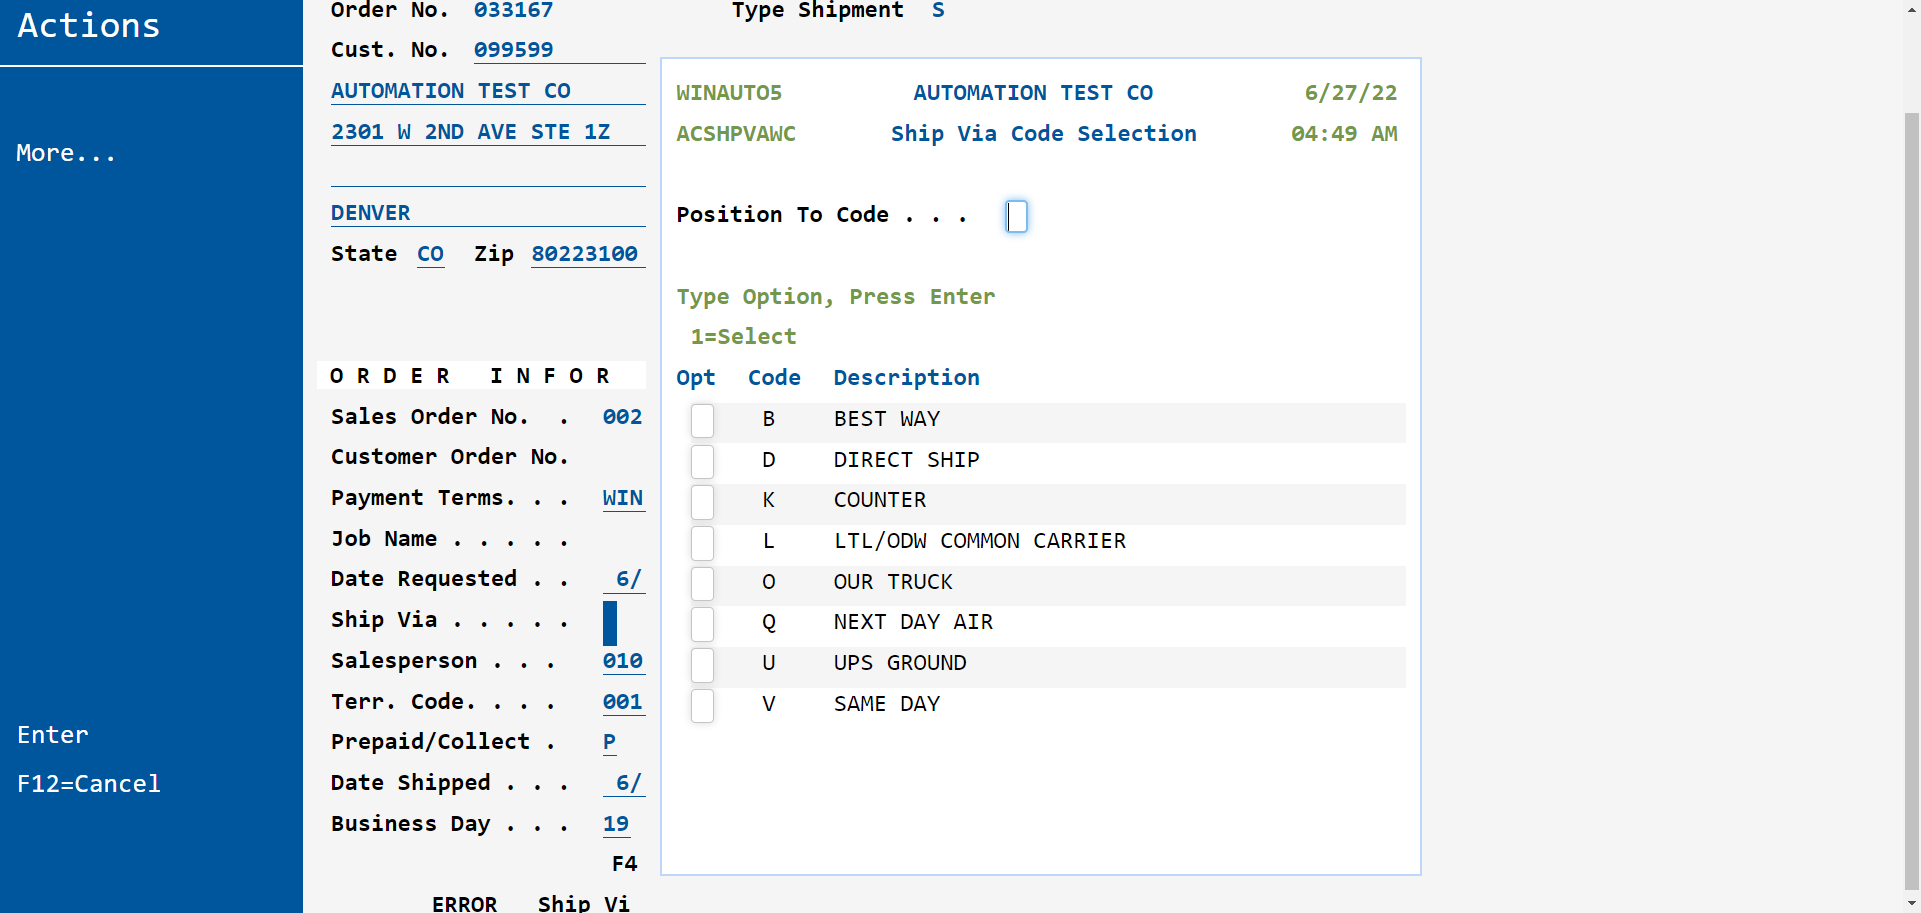 Actions
More...
Enter
F12=Cancel
Order No. 033167 Type Shipment S
Cust. No. 099599
AUTOMATION TEST CO
2301 W 2ND AVE STE 1Z
DENVER
State CO Zip 80223100
O R D E R I N F O R
Sales Order No. . 002
Customer Order No.
Payment Terms. . . WIN
Job Name . . . . .
Date Requested . . 6/
Ship Via . . . . .
Salesperson . . . 010
Terr. Code. . . . 001
Prepaid/Collect . P
Date Shipped . . . 6/
Business Day . . . 19
F4
ERROR Ship Vi
WINAUTO5 AUTOMATION TEST CO 6/27/22
ACSHPVAWC Ship Via Code Selection 04:49 AM
Position To Code . . .
Type Option, Press Enter
1=Select
Opt Code Description
B BEST WAY
D DIRECT SHIP
K COUNTER
L LTL/ODW COMMON CARRIER
O OUR TRUCK
Q NEXT DAY AIR
U UPS GROUND
V SAME DAY